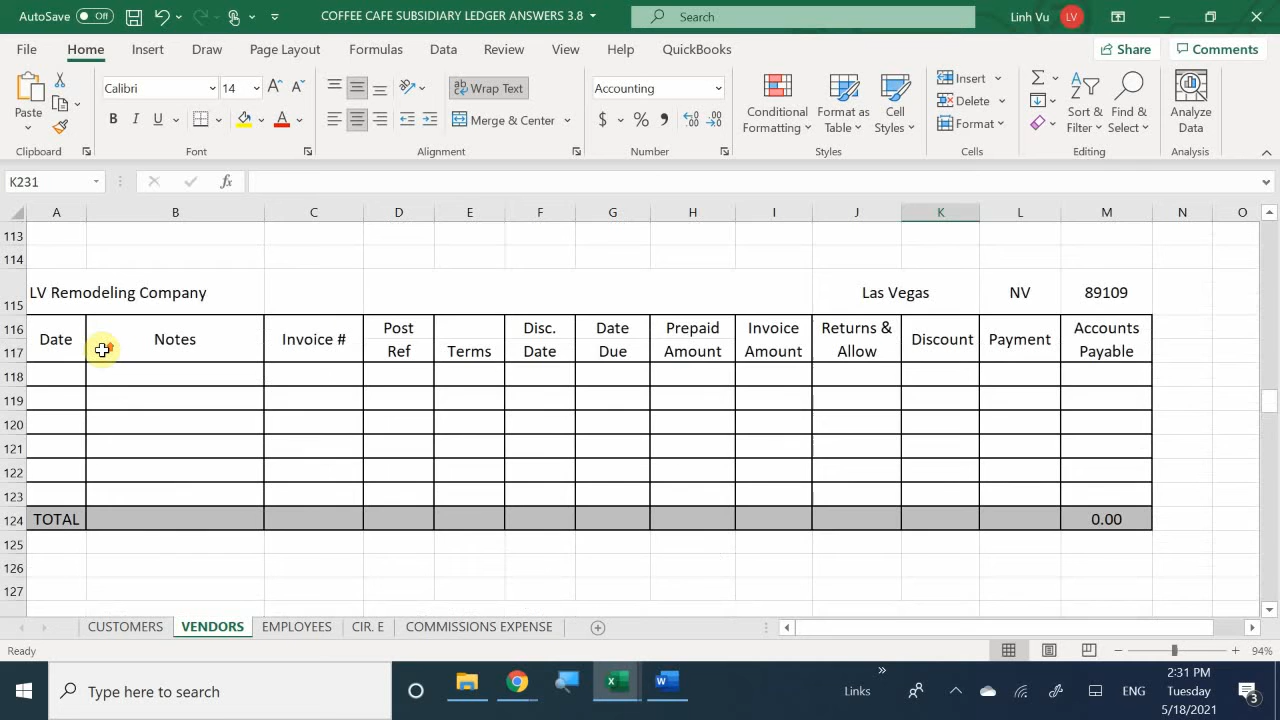 AutoSave Off COFFEE CAFE SUBSIDIARY LEDGER ANSWERS 3.8 Search Linh Vu LV
File Home Insert Draw Page Layout Formulas Data Review View Help QuickBooks Share Comments
Paste Calibri 14 Wrap Text Accounting Conditional Formatting Format as Table Cell Styles Insert Sort & Filter Find & Select Analyze Data
B I U Merge & Center $ % Delete
Format
Clipboard Font Alignment Number Styles Cells Editing Analysis
K231 fx
A B C D E F G H I J K L M N O
113
114
115 LV Remodeling Company Las Vegas NV 89109
116 Date Notes Invoice # Post Disc. Date Prepaid Invoice Returns & Discount Payment Accounts
117 Ref Terms Date Due Amount Amount Allow Payable
118
119
120
121
122
123
124 TOTAL 0.00
125
126
127
CUSTOMERS VENDORS EMPLOYEES CIR. E COMMISSIONS EXPENSE
Ready 94%
Type here to search Links ENG 2:31 PM
Tuesday
5/18/2021
3